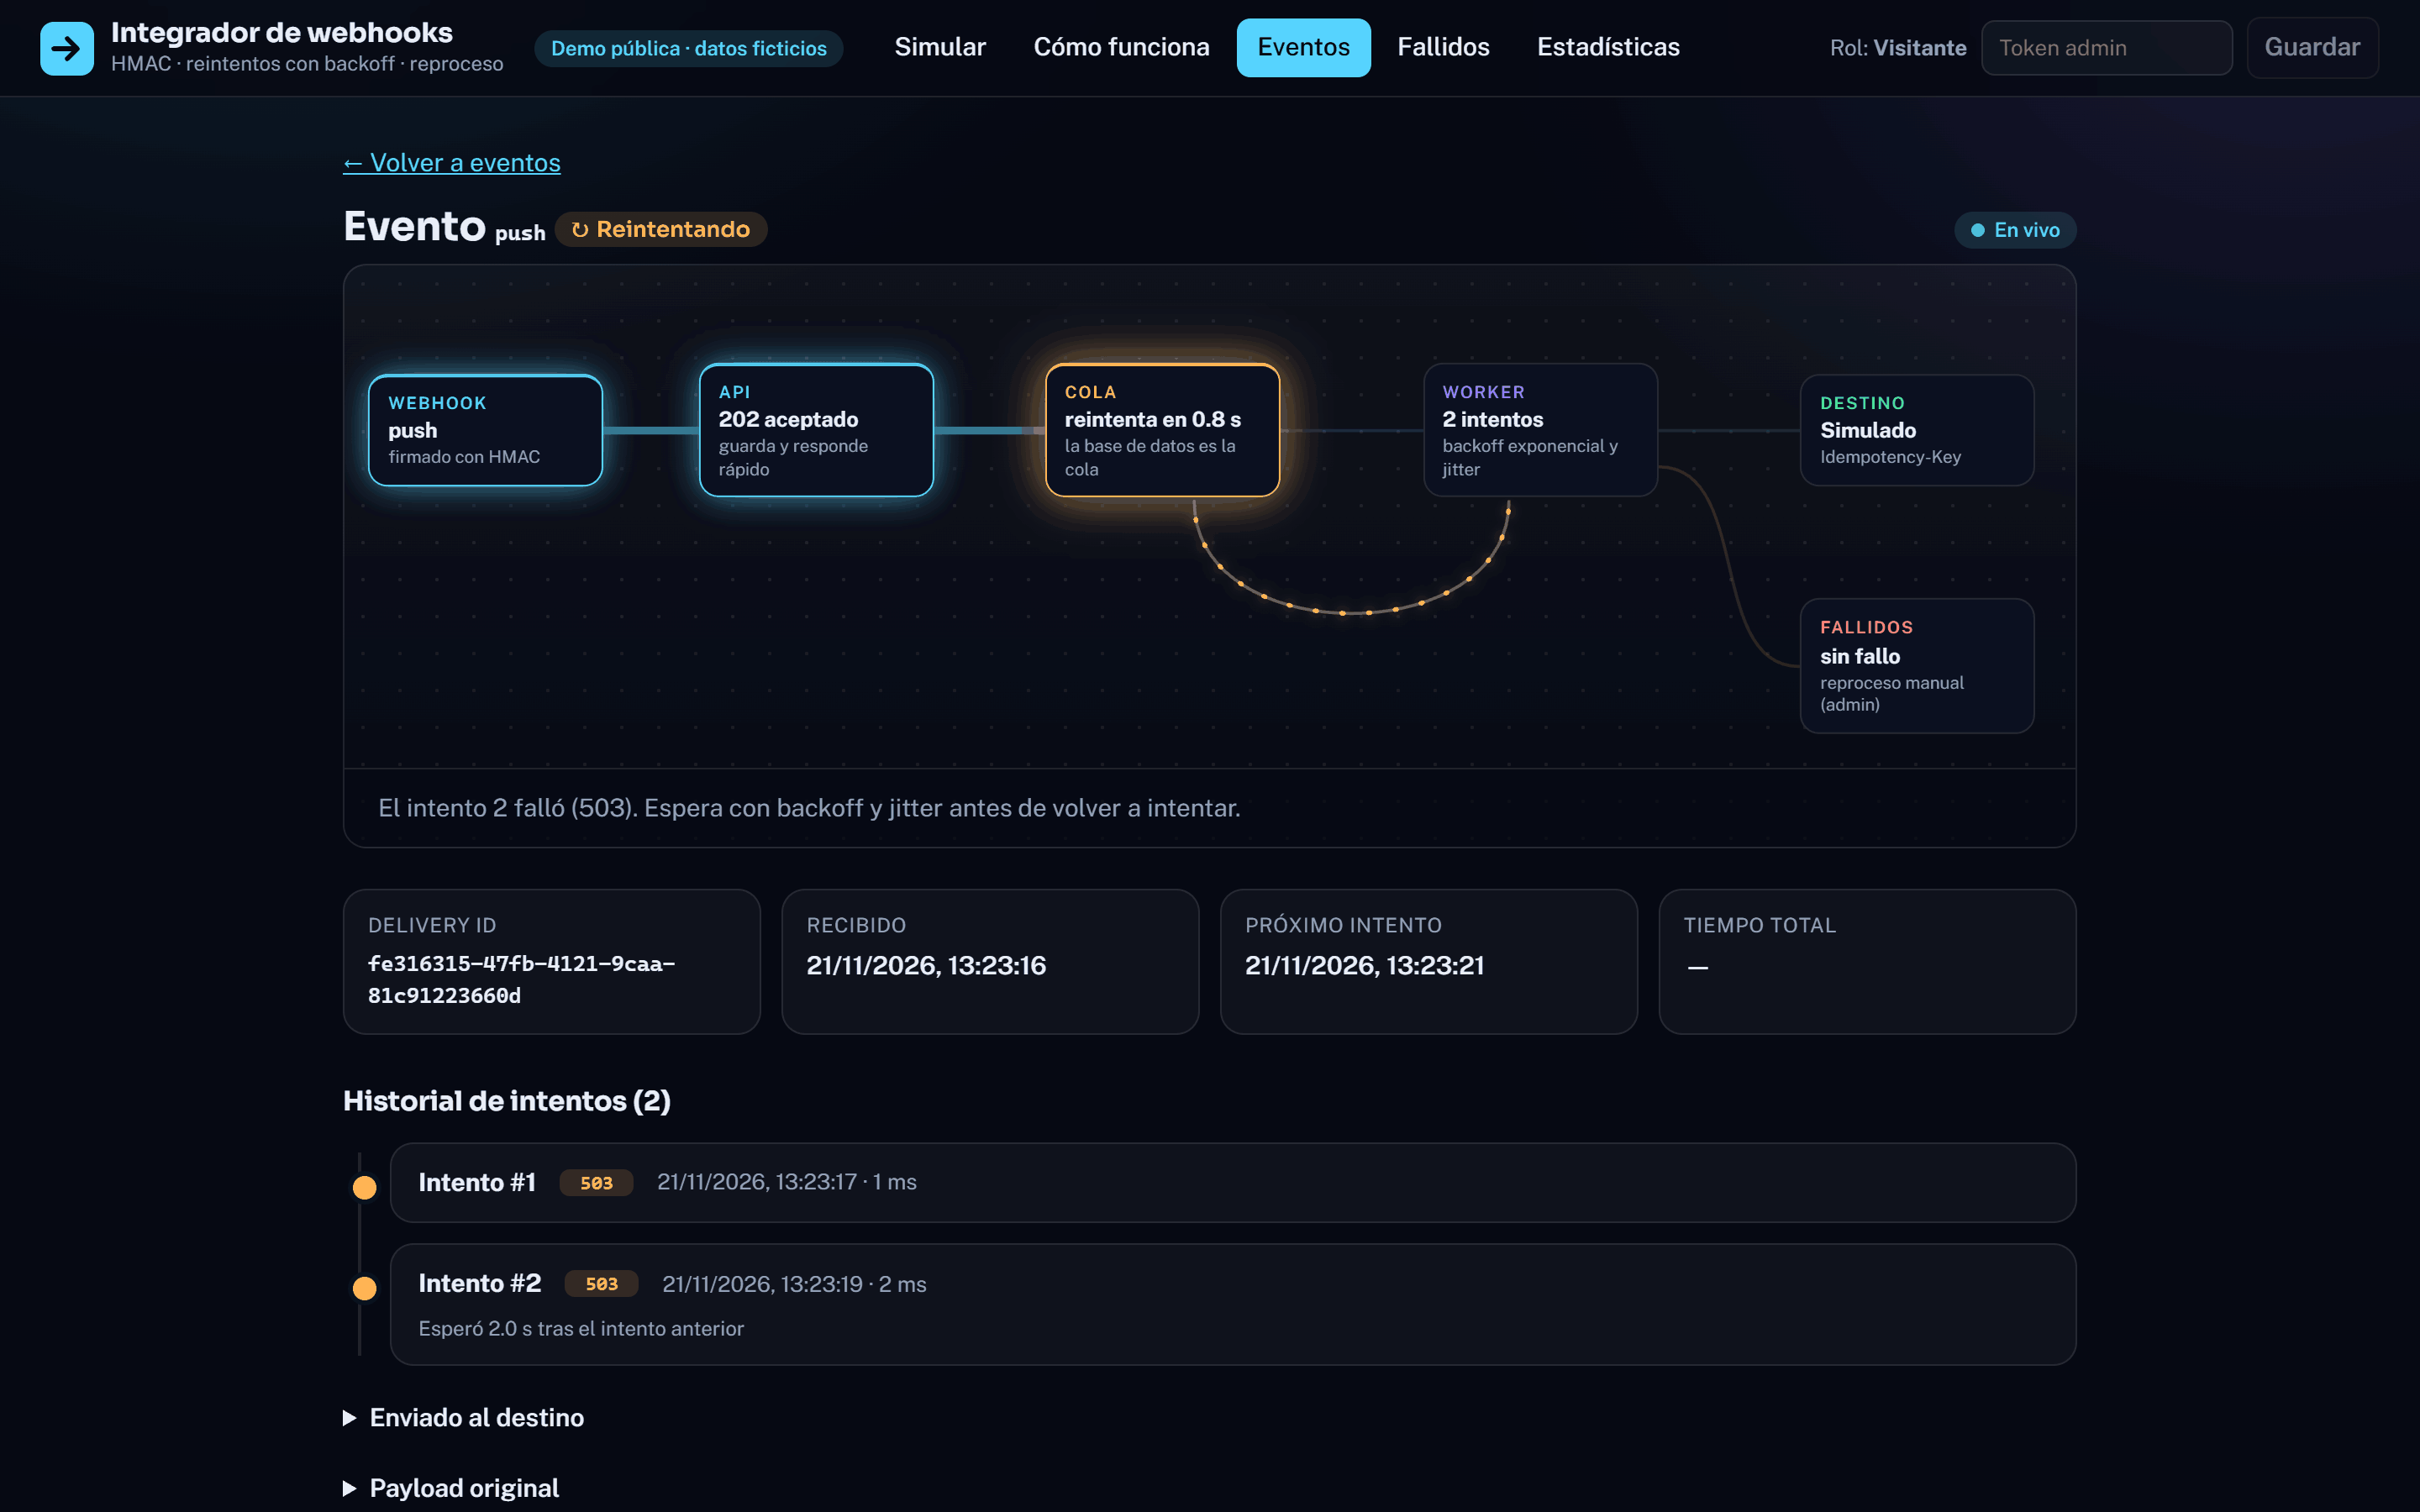 Integrador de webhooks
HMAC · reintentos con backoff · reproceso
Demo pública · datos ficticios
Simular
Cómo funciona
Eventos
Fallidos
Estadísticas
Rol: Visitante
Token admin
Guardar
← Volver a eventos
Evento push
↻ Reintentando
En vivo
WEBHOOK
push
firmado con HMAC
API
202 aceptado
guarda y responde
rápido
COLA
reintenta en 0.8 s
la base de datos es la
cola
WORKER
2 intentos
backoff exponencial y
jitter
DESTINO
Simulado
Idempotency-Key
FALLIDOS
sin fallo
reproceso manual
(admin)
El intento 2 falló (503). Espera con backoff y jitter antes de volver a intentar.
DELIVERY ID
fe316315-47fb-4121-9caa-
81c91223660d
RECIBIDO
21/11/2026, 13:23:16
PRÓXIMO INTENTO
21/11/2026, 13:23:21
TIEMPO TOTAL
—
Historial de intentos (2)
Intento #1 503 21/11/2026, 13:23:17 · 1 ms
Intento #2 503 21/11/2026, 13:23:19 · 2 ms
Esperó 2.0 s tras el intento anterior
▶ Enviado al destino
▶ Payload original